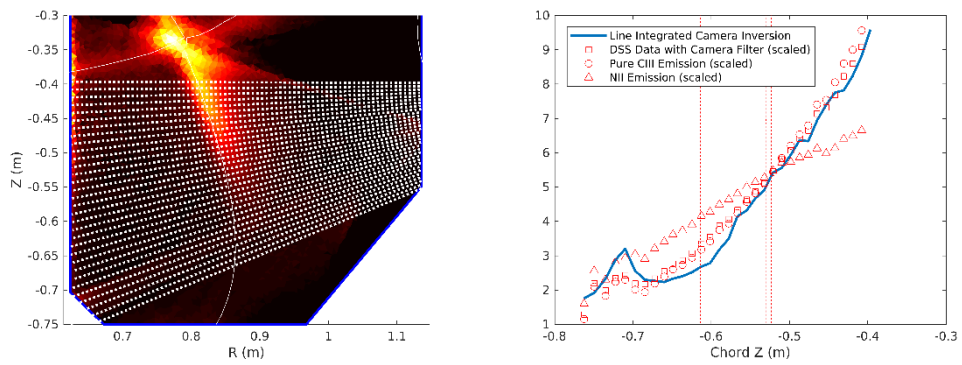 -0.3
-0.35
-0.4
-0.45
-0.5
-0.55
-0.6
-0.65
-0.7
-0.75
Z (m)
0.7 0.8 0.9 1 1.1
R (m)
10
9
8
7
6
5
4
3
2
1
Line Integrated Camera Inversion
DSS Data with Camera Filter (scaled)
Pure CIII Emission (scaled)
NII Emission (scaled)
-0.8 -0.7 -0.6 -0.5 -0.4 -0.3
Chord Z (m)